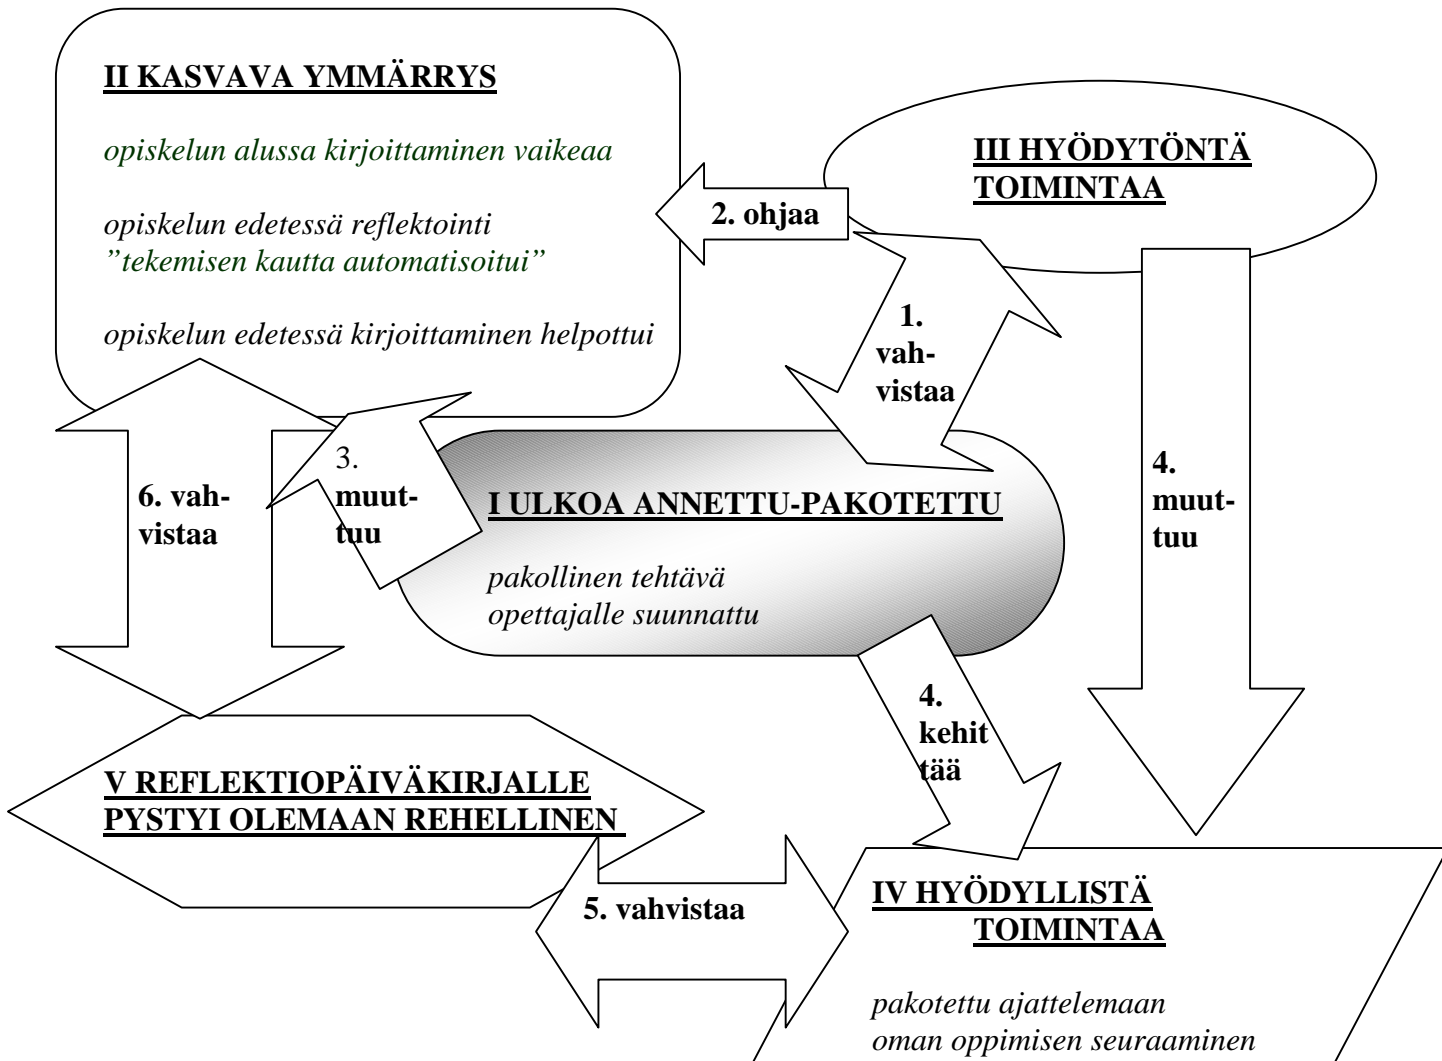 II KASVAVA YMMÄRRYS
opiskelun alussa kirjoittaminen vaikeaa
opiskelun edetessä reflektointi
”tekemisen kautta automatisoitui”
opiskelun edetessä kirjoittaminen helpottui
III HYÖDYTÖNTÄ
TOIMINTAA
2. ohjaa
1.
vah-
vistaa
3.
muut-
tuu
6. vah-
vistaa
I ULKOA ANNETTU-PAKOTETTU
pakollinen tehtävä
opettajalle suunnattu
4.
muut-
tuu
4.
kehit
tää
V REFLEKTIOPÄIVÄKIRJALLE
PYSTYI OLEMAAN REHELLINEN
5. vahvistaa
IV HYÖDYLLISTÄ
TOIMINTAA
pakotettu ajattelemaan
oman oppimisen seuraaminen